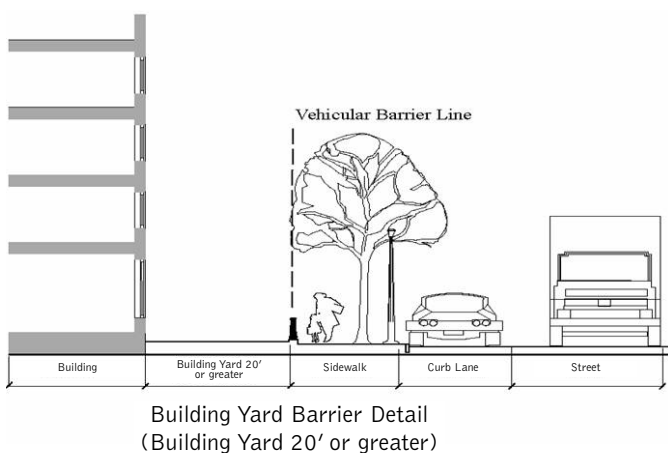 Vehicular Barrier Line
Building
Building Yard 20′
or greater
Sidewalk
Curb Lane
Street
Building Yard Barrier Detail
(Building Yard 20′ or greater)